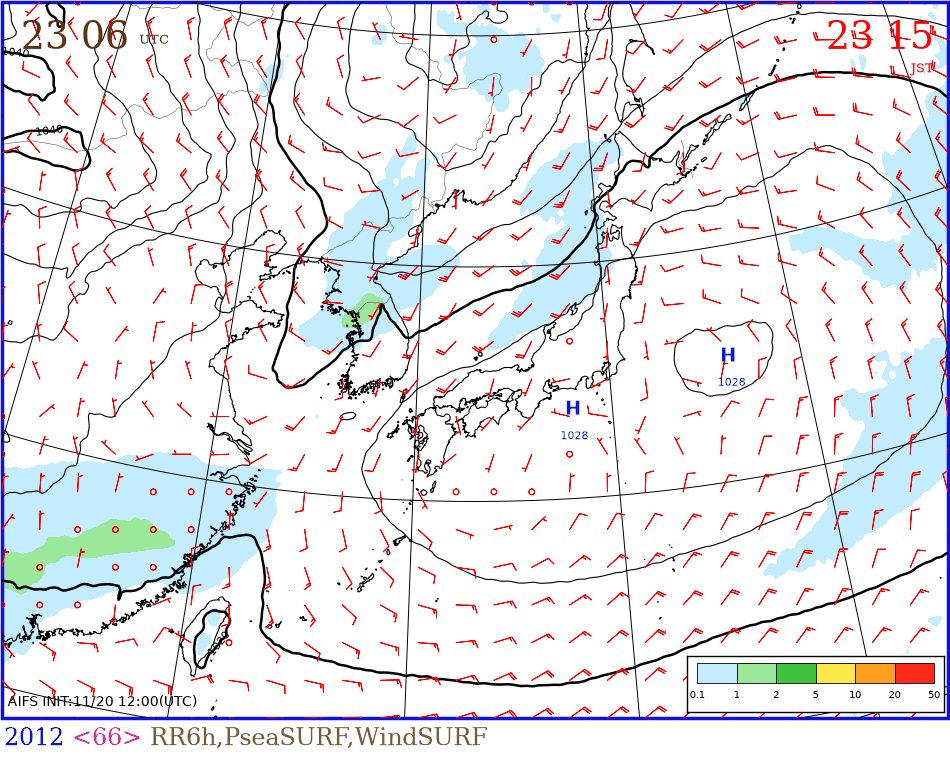 23 06 UTC
23 15
JST
1040
1040
H
1028
H
1028
1020
AIFS INIT:11/20 12:00(UTC)
0.1 1 2 5 10 20 50
2012 <66> RR6h,PseaSURF,WindSURF